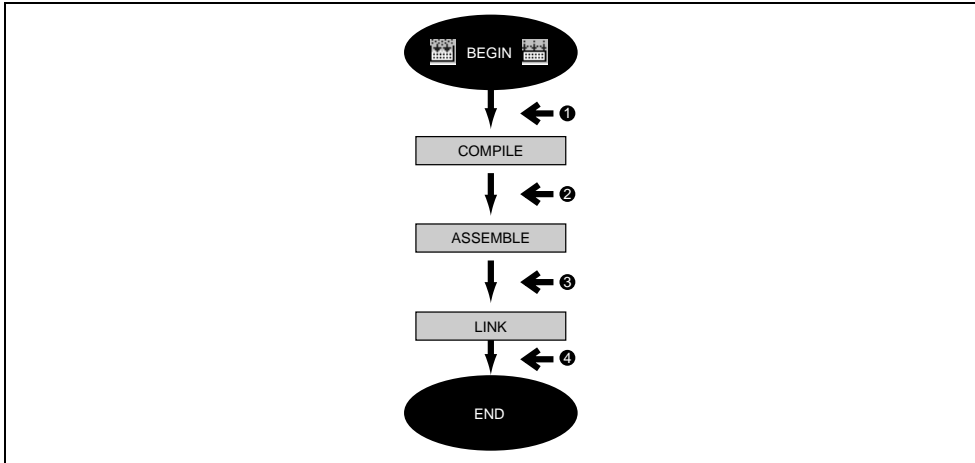 BEGIN
❶
COMPILE
❷
ASSEMBLE
❸
LINK
❹
END